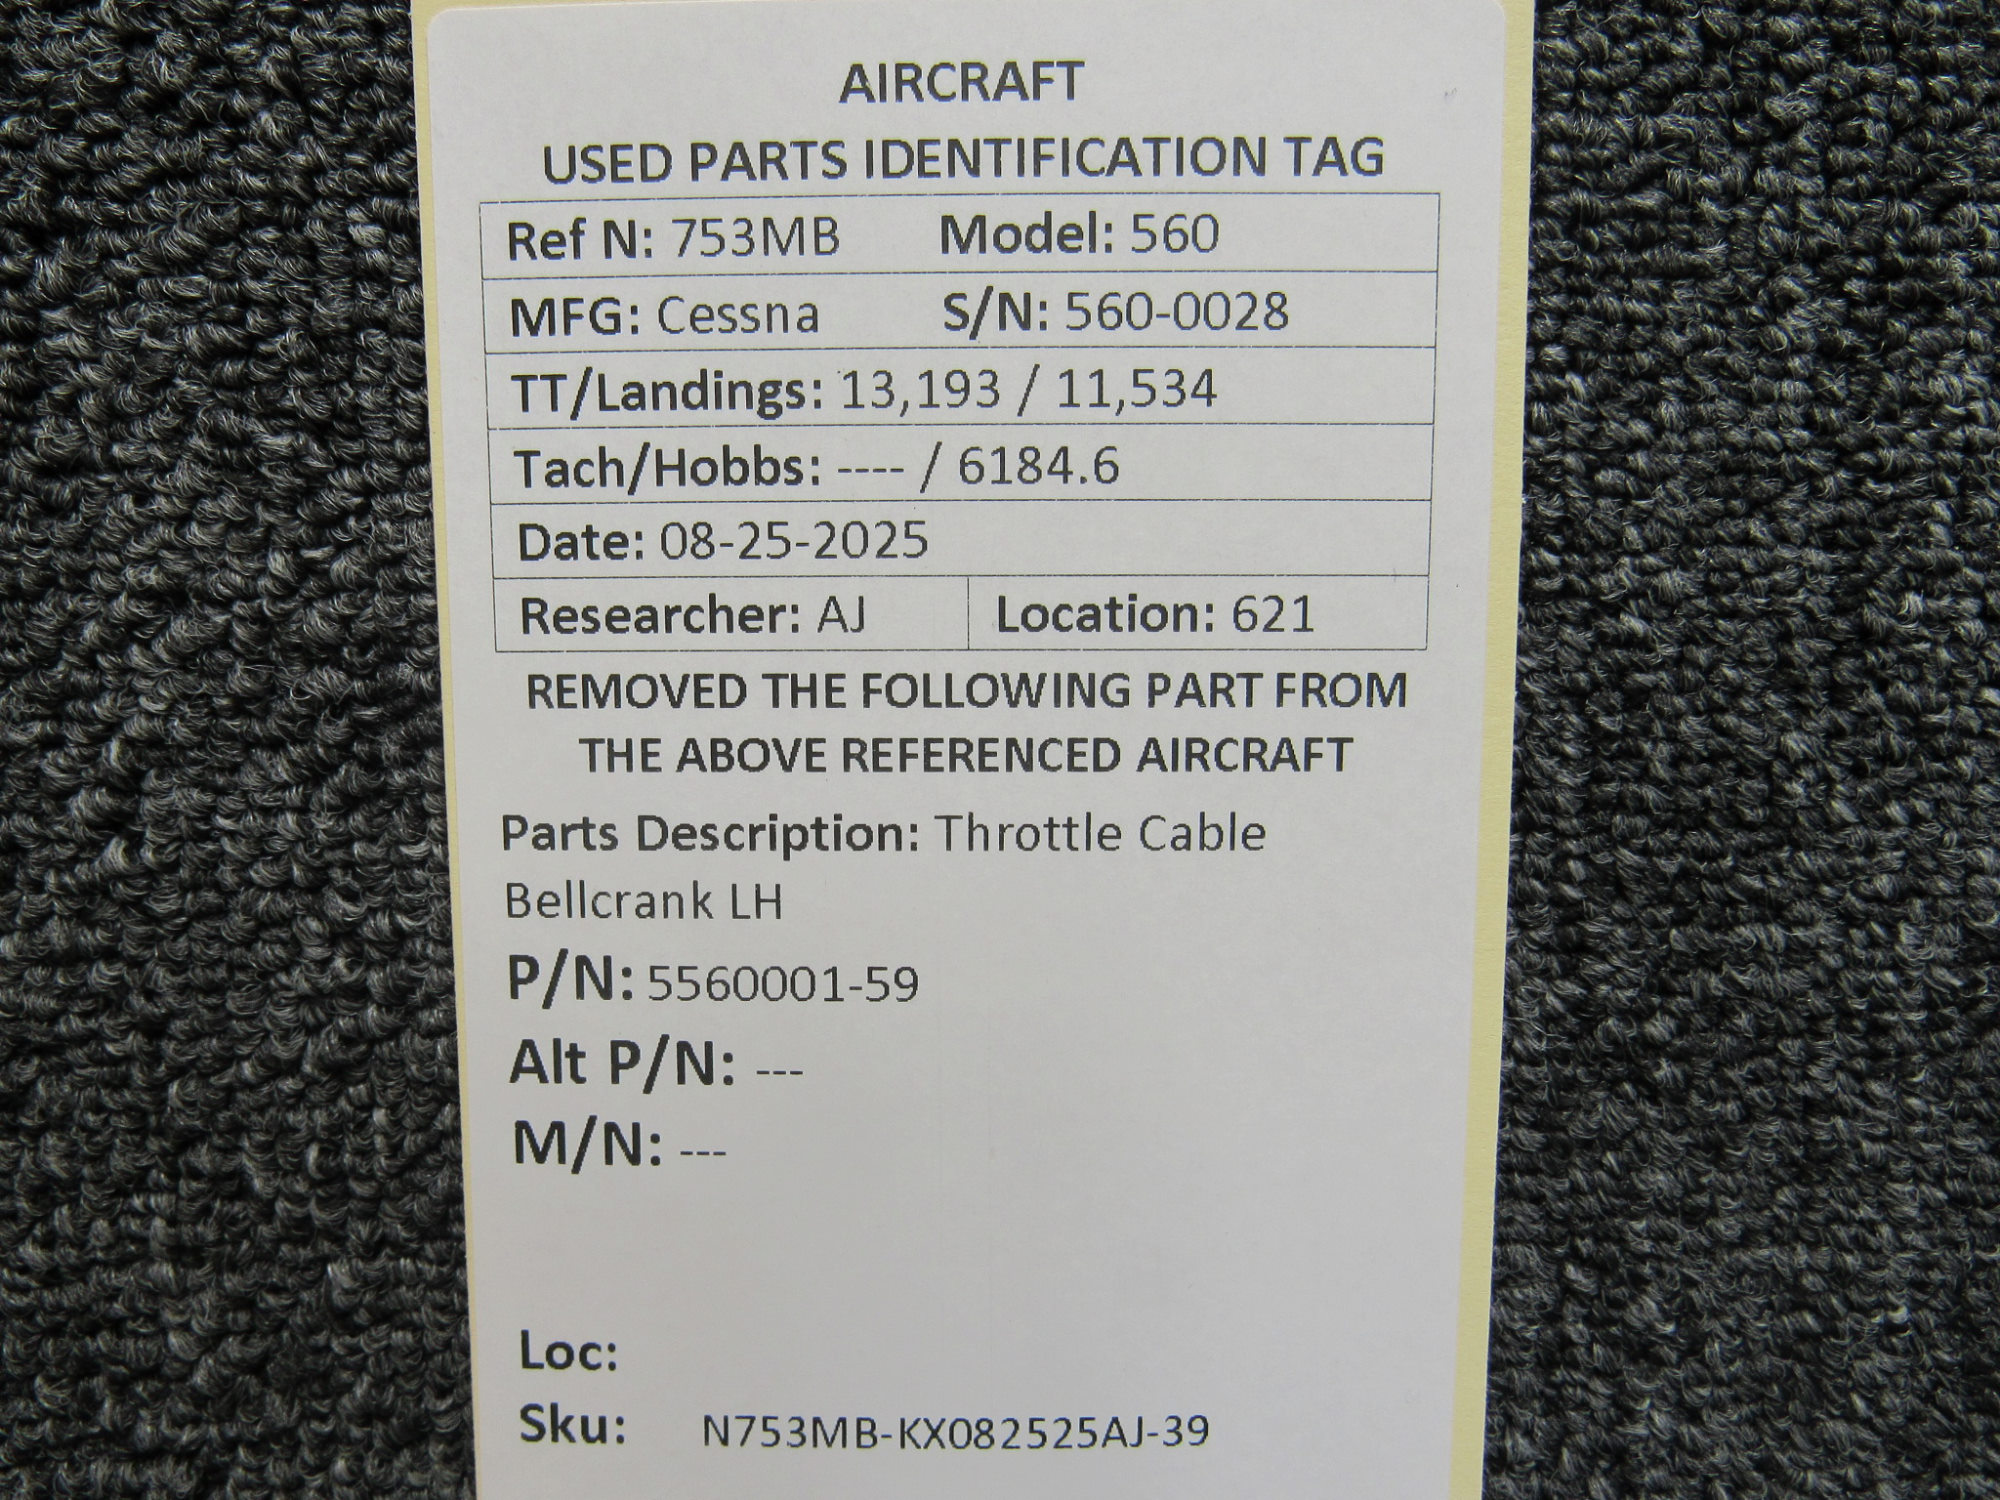 AIRCRAFT
USED PARTS IDENTIFICATION TAG
Ref N: 753MB Model: 560
MFG: Cessna S/N: 560-0028
TT/Landings: 13,193 / 11,534
Tach/Hobbs: ---- / 6184.6
Date: 08-25-2025
Researcher: AJ Location: 621
REMOVED THE FOLLOWING PART FROM
THE ABOVE REFERENCED AIRCRAFT
Parts Description: Throttle Cable
Bellcrank LH
P/N: 5560001-59
Alt P/N: ---
M/N: ---
Loc:
Sku: N753MB-KX082525AJ-39